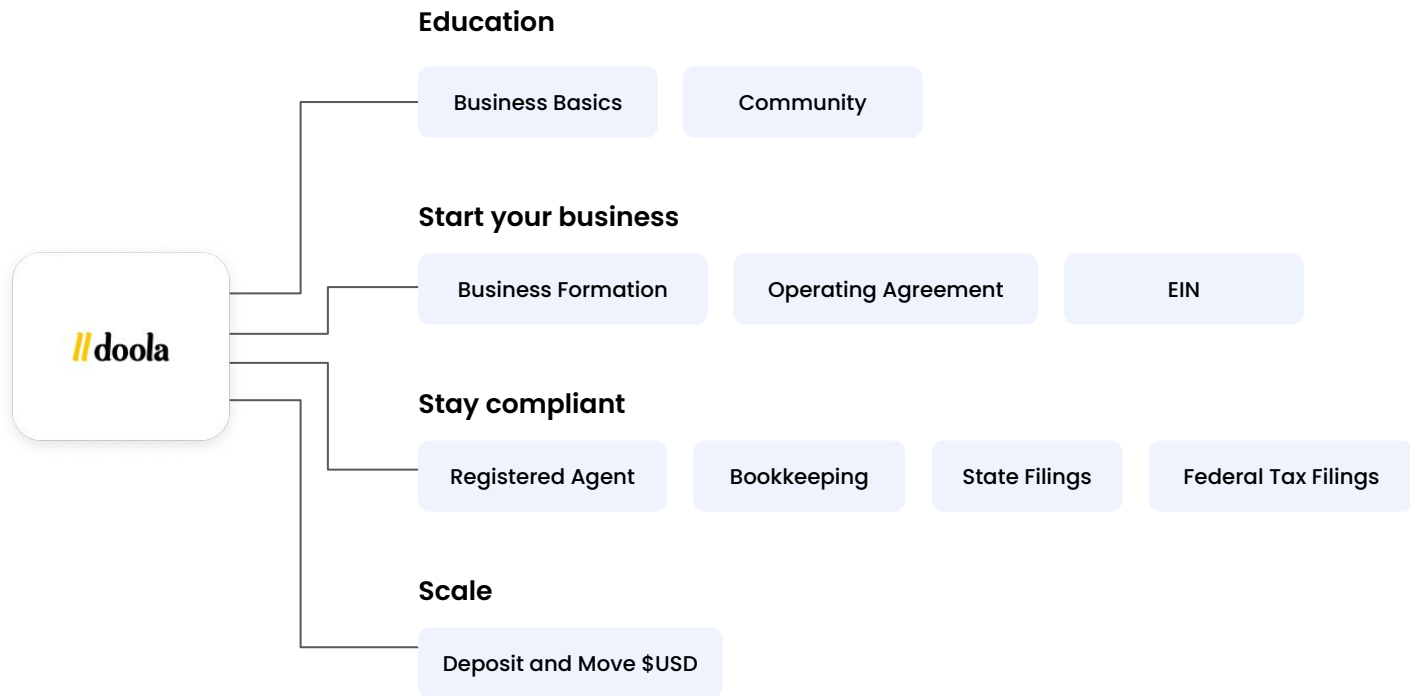 Education
Business Basics
Community
Start your business
Business Formation
Operating Agreement
EIN
doola
Stay compliant
Registered Agent
Bookkeeping
State Filings
Federal Tax Filings
Scale
Deposit and Move $USD